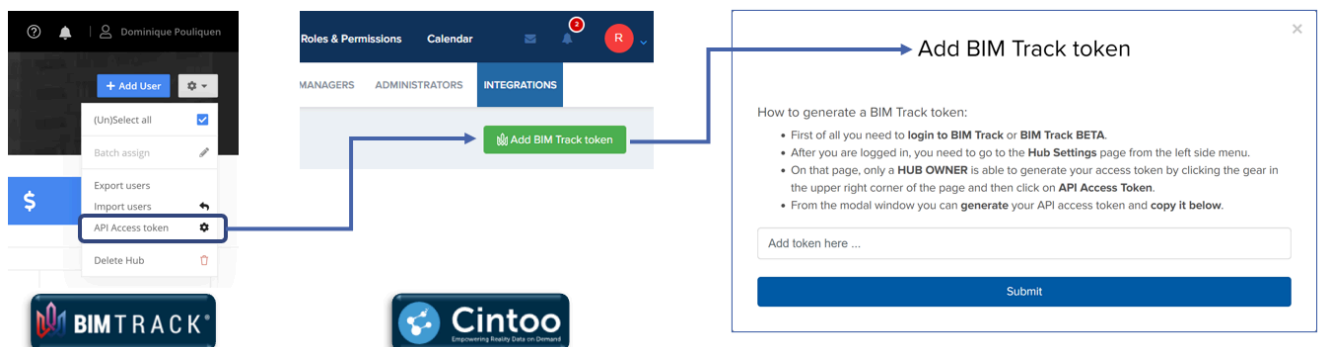 Dominique Pouliquen
+ Add User
(Un)Select all
Batch assign
$
Export users
Import users
API Access token
Delete Hub
BIMTRACK
Roles & Permissions Calendar
2
R
MANAGERS ADMINISTRATORS INTEGRATIONS
Add BIM Track token
Cintoo
Empowering Reality Data on Demand
×
Add BIM Track token
How to generate a BIM Track token:
• First of all you need to login to BIM Track or BIM Track BETA.
• After you are logged in, you need to go to the Hub Settings page from the left side menu.
• On that page, only a HUB OWNER is able to generate your access token by clicking the gear in
the upper right corner of the page and then click on API Access Token.
• From the modal window you can generate your API access token and copy it below.
Add token here ...
Submit